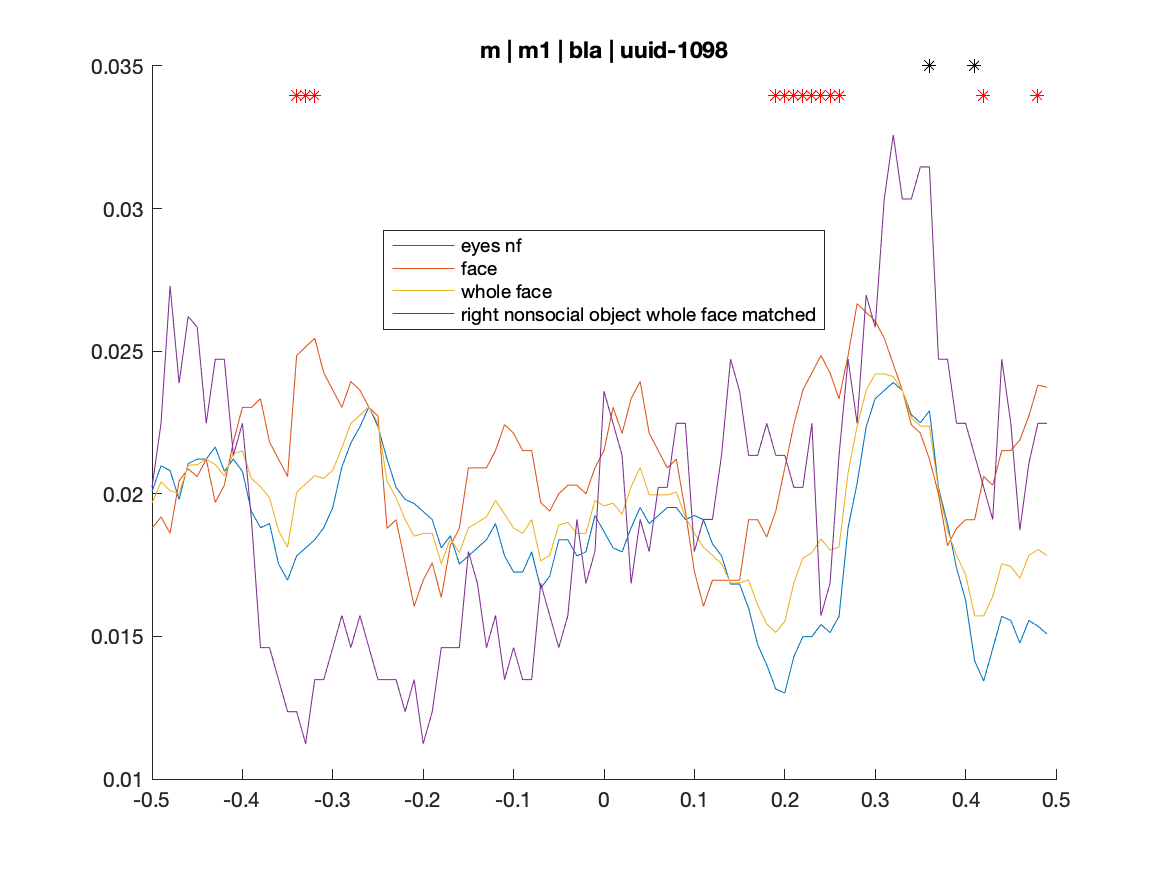 m | m1 | bla | uuid-1098
0.035
0.03
0.025
0.02
0.015
0.01
eyes nf
face
whole face
right nonsocial object whole face matched
-0.5 -0.4 -0.3 -0.2 -0.1 0 0.1 0.2 0.3 0.4 0.5